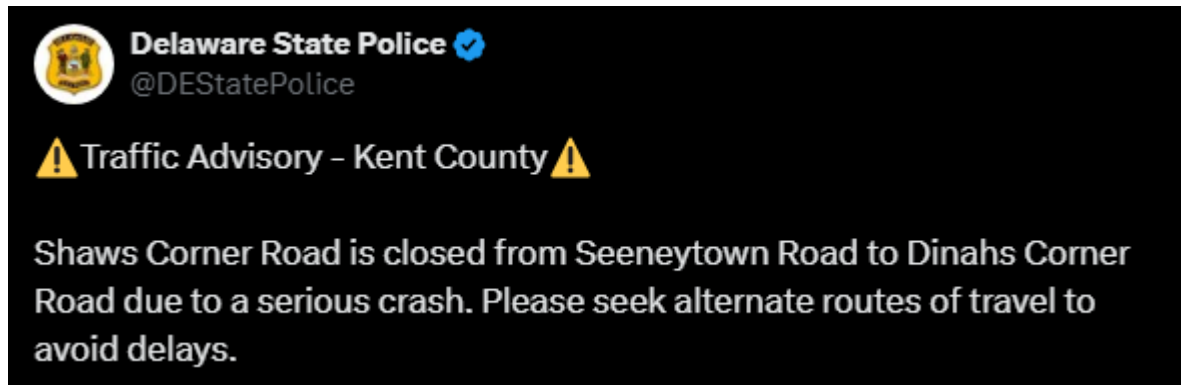 Delaware State Police
@DEStatePolice
⚠️Traffic Advisory - Kent County⚠️
Shaws Corner Road is closed from Seeneytown Road to Dinahs Corner
Road due to a serious crash. Please seek alternate routes of travel to
avoid delays.